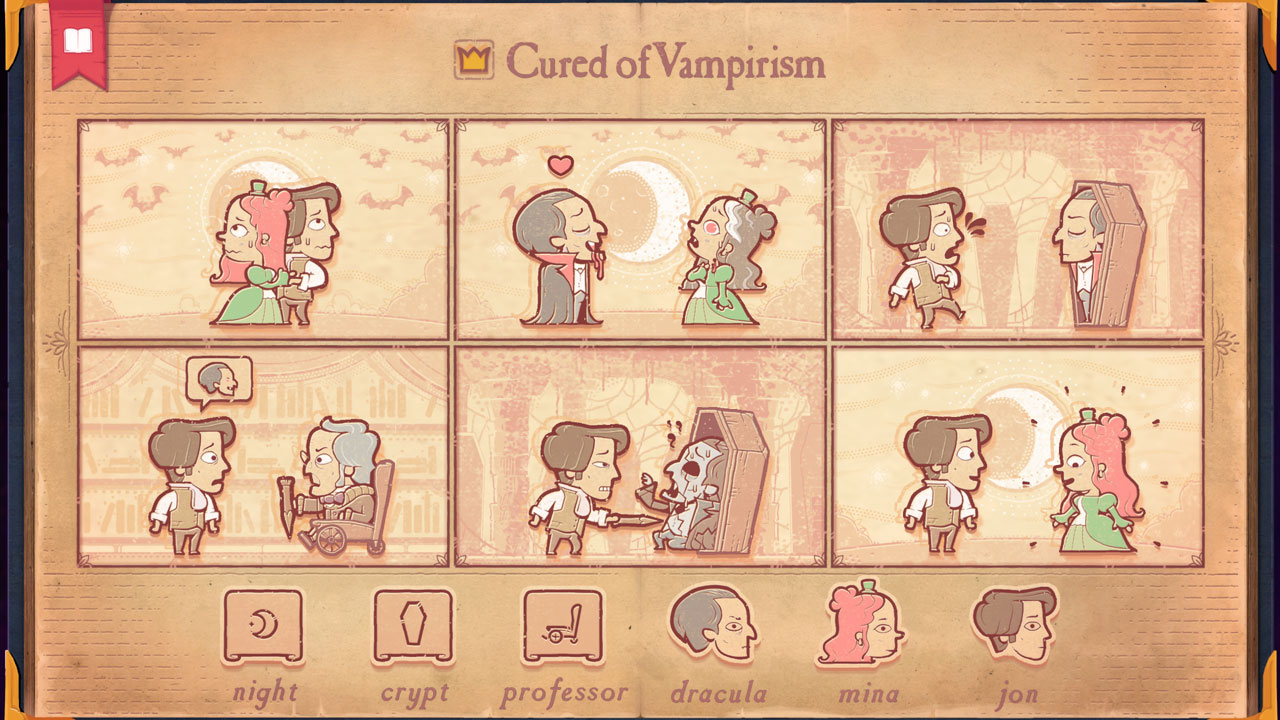 Cured of Vampirism
night
crypt
professor
dracula
mina
jon